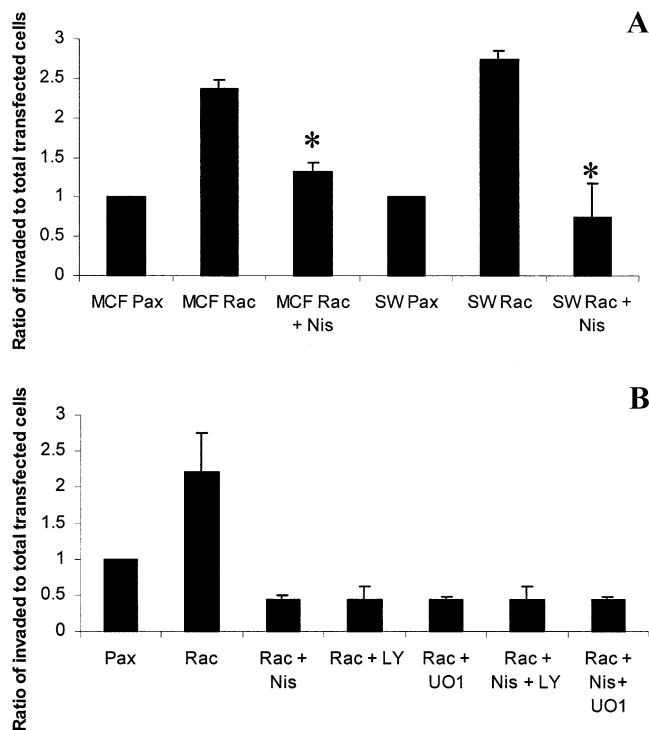 A
Ratio of invaded to total transfected cells
3
2.5
2
1.5
1
0.5
0
*
*
MCF Pax
MCF Rac
MCF Rac
+ Nis
SW Pax
SW Rac
SW Rac +
Nis
B
Ratio of invaded to total transfected cells
3
2.5
2
1.5
1
0.5
0
Pax
Rac
Rac +
Nis
Rac + LY
Rac +
UO1
Rac +
Nis + LY
Rac +
Nis+
UO1